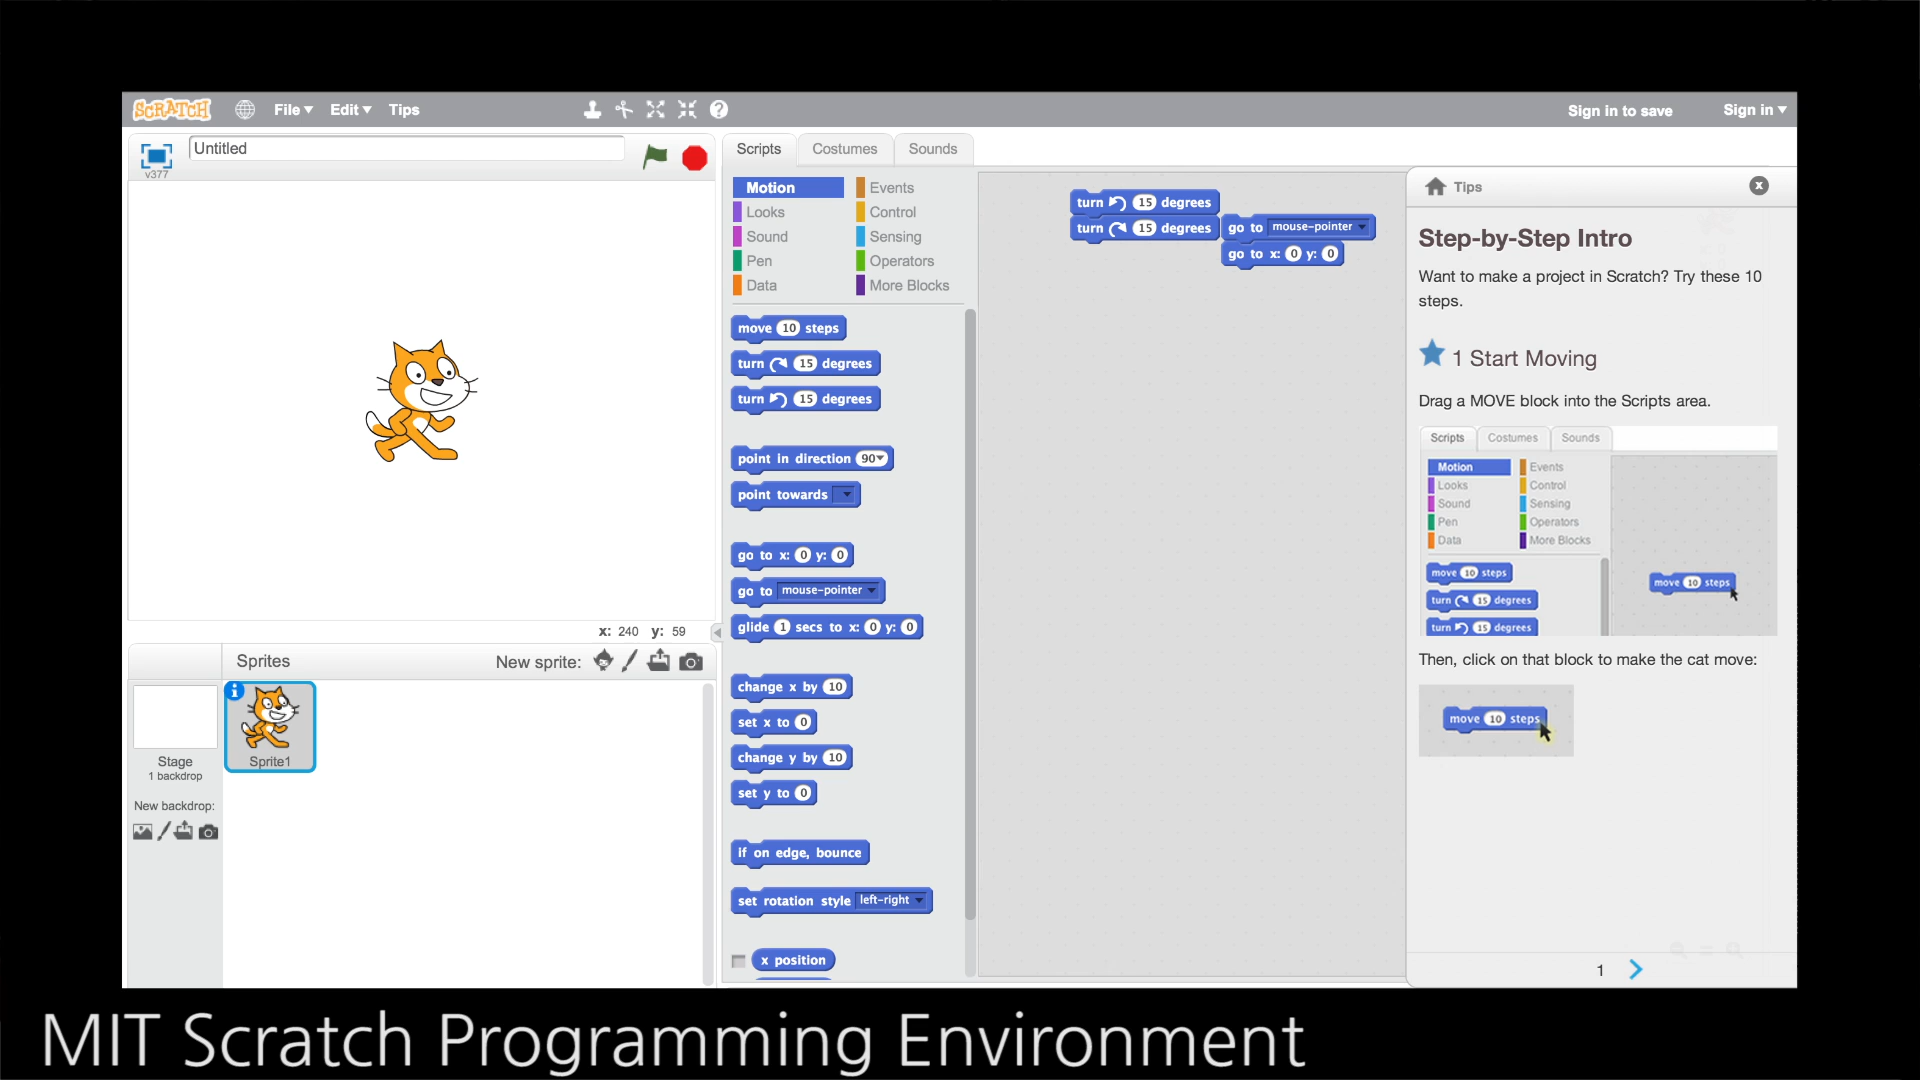 SCRATCH File Edit Tips Sign in to save Sign in
v377 Untitled
Scripts Costumes Sounds
Motion Events
Looks Control
Sound Sensing
Pen Operators
Data More Blocks
move 10 steps
turn 15 degrees
turn 15 degrees
point in direction 90
point towards
go to x: 0 y: 0
go to mouse-pointer
glide 1 secs to x: 0 y: 0
change x by 10
set x to 0
change y by 10
set y to 0
if on edge, bounce
set rotation style left-right
x position
turn 15 degrees
turn 15 degrees
go to mouse-pointer
go to x: 0 y: 0
x: 240 y: 59
Sprites New sprite:
Stage
1 backdrop
New backdrop:
Sprite1
Tips
Step-by-Step Intro
Want to make a project in Scratch? Try these 10
steps.
1 Start Moving
Drag a MOVE block into the Scripts area.
Scripts Costumes Sounds
Motion Events
Looks Control
Sound Sensing
Pen Operators
Data More Blocks
move 10 steps
turn 15 degrees
turn 15 degrees
move 10 steps
Then, click on that block to make the cat move:
move 10 steps
1
MIT Scratch Programming Environment